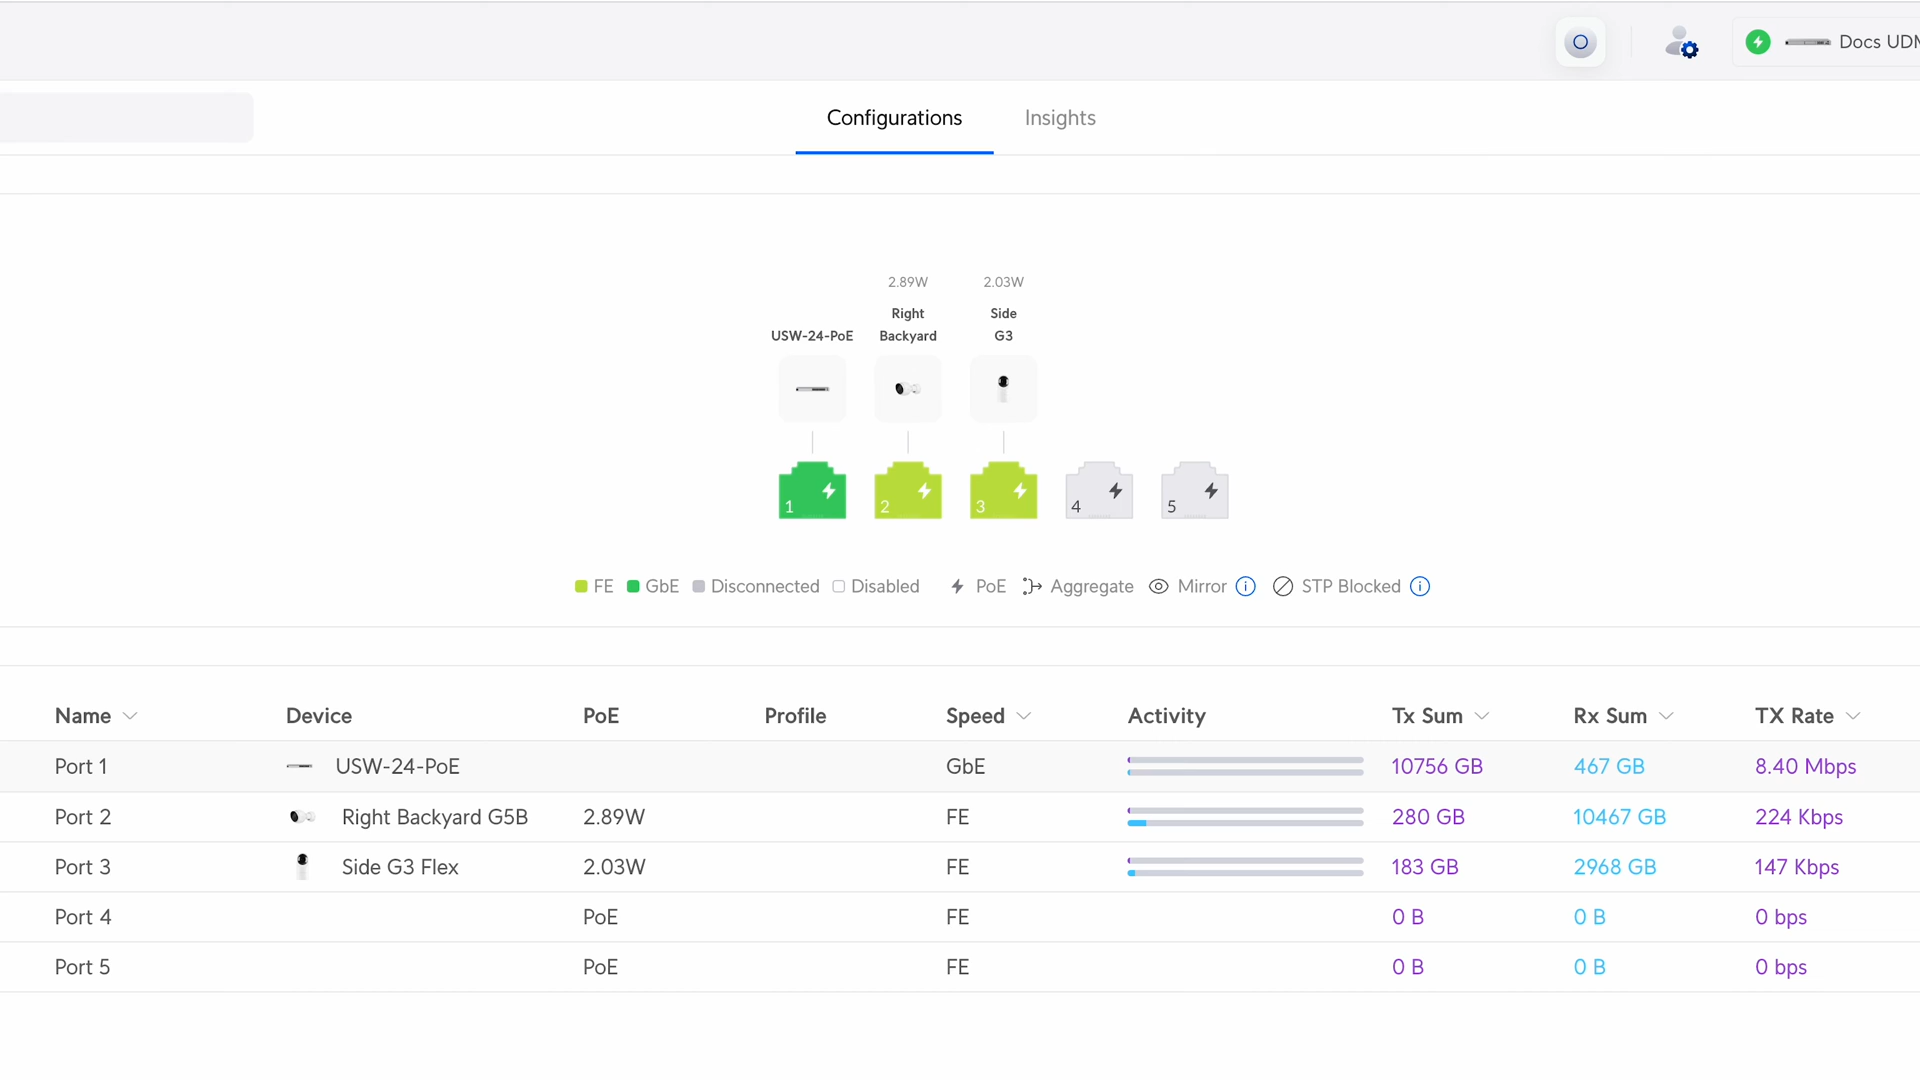 Docs UDM
Configurations Insights
2.89W 2.03W
Right Side
USW-24-PoE Backyard G3
1 2 3 4 5
FE GbE Disconnected Disabled PoE Aggregate Mirror STP Blocked
Name Device PoE Profile Speed Activity Tx Sum Rx Sum TX Rate
Port 1 USW-24-PoE GbE 10756 GB 467 GB 8.40 Mbps
Port 2 Right Backyard G5B 2.89W FE 280 GB 10467 GB 224 Kbps
Port 3 Side G3 Flex 2.03W FE 183 GB 2968 GB 147 Kbps
Port 4 PoE FE 0 B 0 B 0 bps
Port 5 PoE FE 0 B 0 B 0 bps